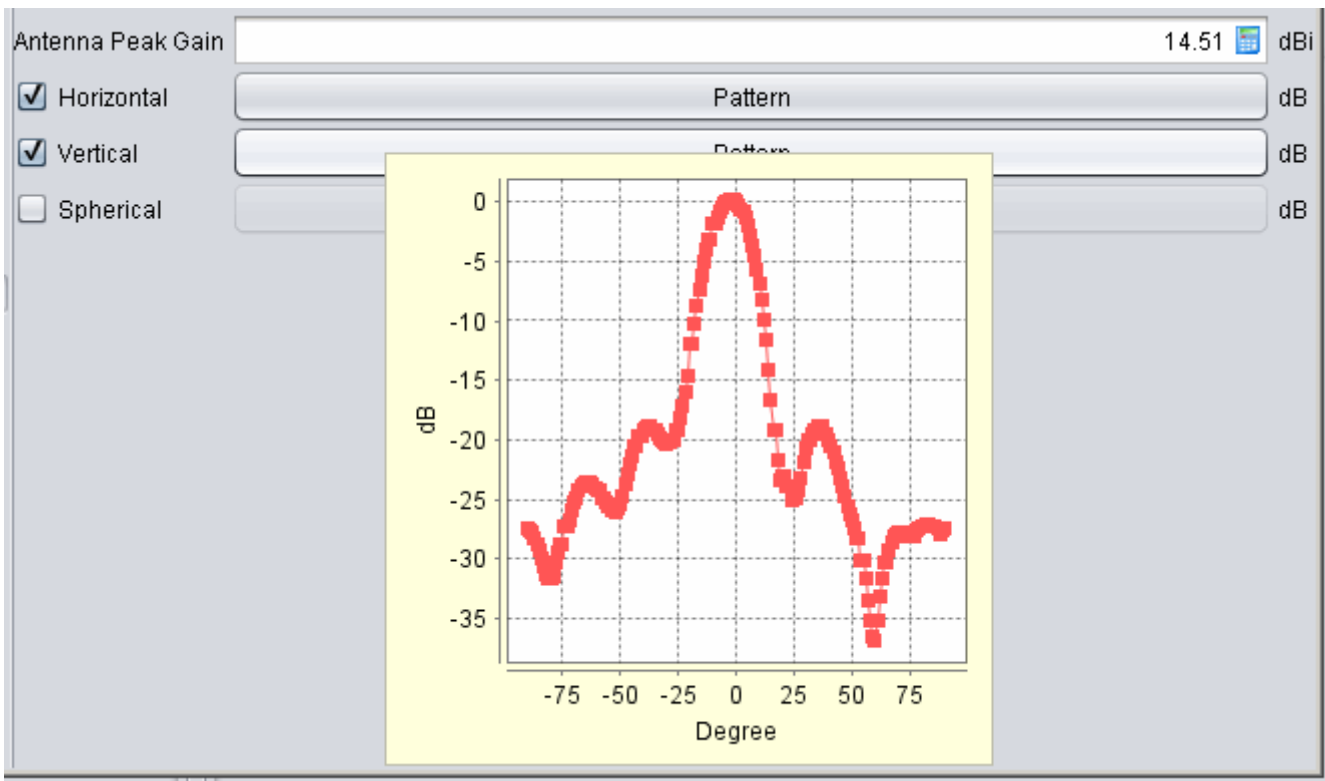 Antenna Peak Gain 14.51 dBi
Horizontal Pattern dB
Vertical Pattern dB
Spherical dB
0
-5
-10
-15
-20
-25
-30
-35
dB
-75 -50 -25 0 25 50 75
Degree